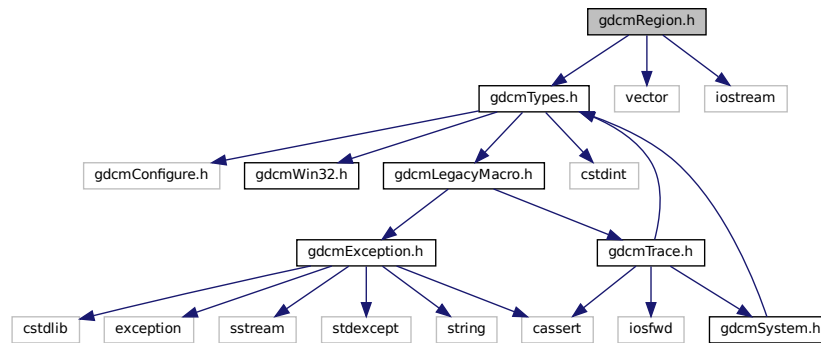 gdcmRegion.h
gdcmTypes.h
vector
iostream
gdcmConfigure.h
gdcmWin32.h
gdcmLegacyMacro.h
cstdint
gdcmException.h
gdcmTrace.h
cstdlib
exception
sstream
stdexcept
string
cassert
iosfwd
gdcmSystem.h